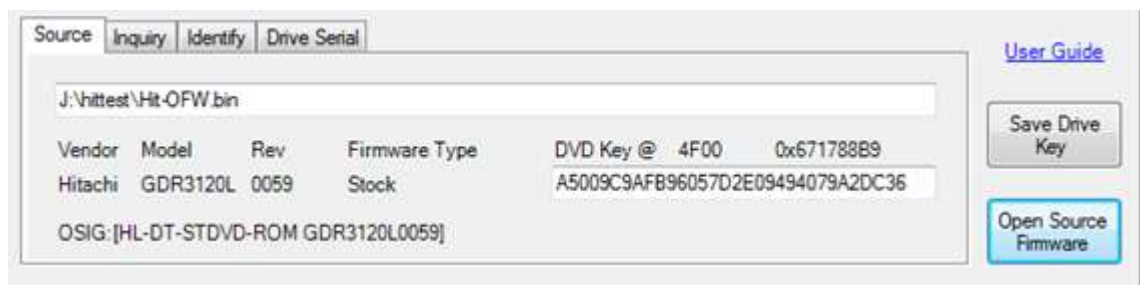 Source Inquiry Identify Drive Serial
User Guide
J:\hittest\Hit-OFW.bin
Save Drive
Key
Vendor Model Rev Firmware Type DVD Key @ 4F00 0x671788B9
Hitachi GDR3120L 0059 Stock A5009C9AFB96057D2E09494079A2DC36
Open Source
Firmware
OSIG:[HL-DT-STDVD-ROM GDR3120L0059]